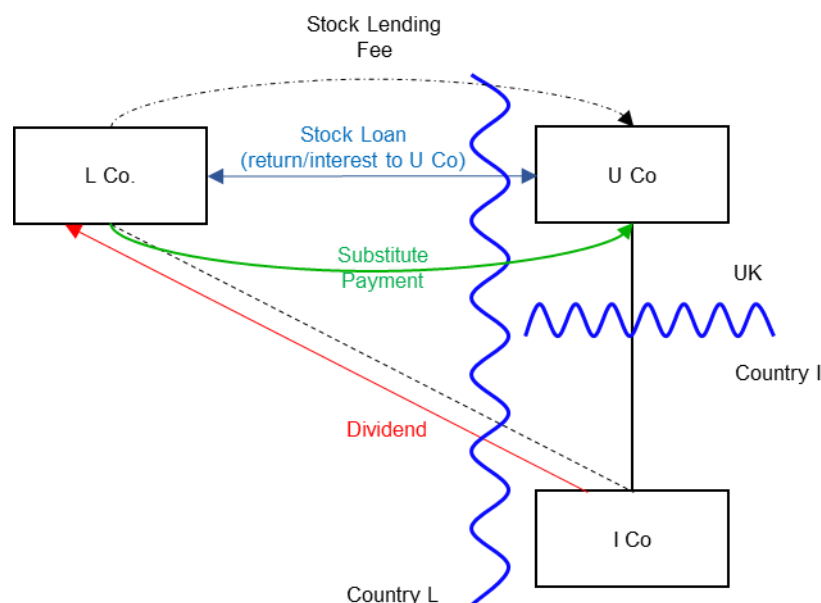 Stock Lending
Fee
L Co.
Stock Loan
(return/interest to U Co)
U Co
Substitute
Payment
UK
Country I
Dividend
I Co
Country L